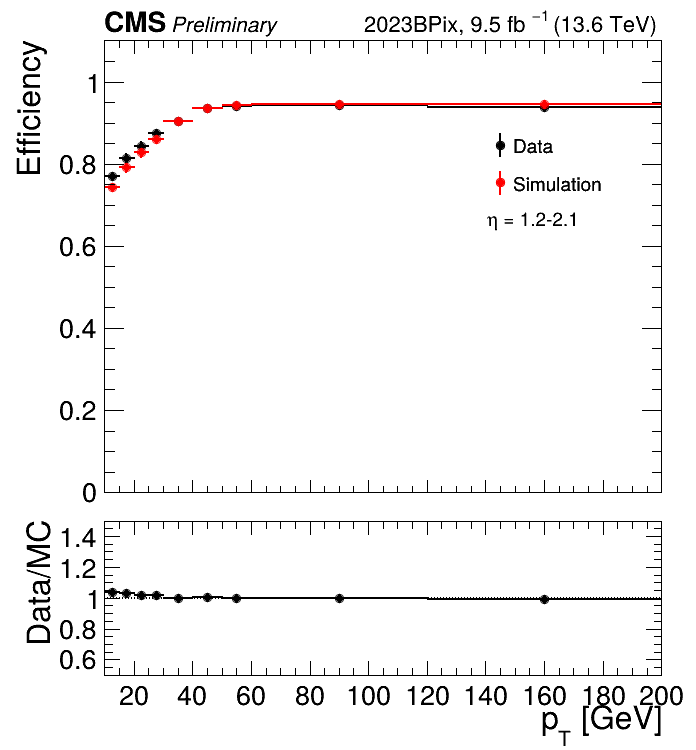 CMS Preliminary 2023BPix, 9.5 fb⁻¹ (13.6 TeV)
Efficiency
1
0.8
0.6
0.4
0.2
0
Data
Simulation
η = 1.2-2.1
Data/MC
1.4
1.2
1
0.8
0.6
20 40 60 80 100 120 140 160 180 200
p_T [GeV]